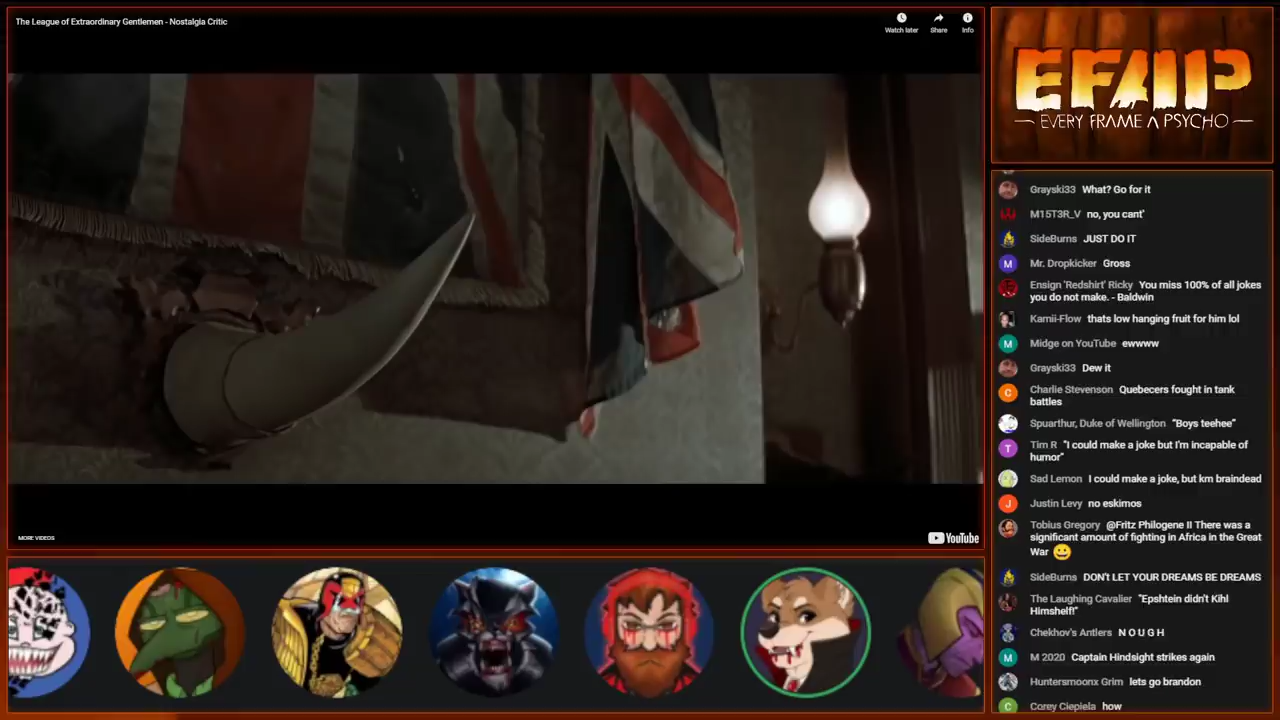 The League of Extraordinary Gentlemen - Nostalgia Critic
Watch later
Share
Info
MORE VIDEOS
YouTube
EFAP
EVERY FRAME A PSYCHO
Grayski33 What? Go for it
M15T3R_V no, you cant'
SideBurns JUST DO IT
M
Mr. Dropkicker Gross
Ensign 'Redshirt' Ricky You miss 100% of all jokes
you do not make. - Baldwin
Kamii-Flow thats low hanging fruit for him lol
M
Midge on YouTube ewwww
Grayski33 Dew it
C
Charlie Stevenson Quebecers fought in tank
battles
Spuarthur, Duke of Wellington "Boys teehee"
T
Tim R "I could make a joke but I'm incapable of
humor"
Sad Lemon I could make a joke, but km braindead
J
Justin Levy no eskimos
Tobius Gregory @Fritz Philogene II There was a
significant amount of fighting in Africa in the Great
War 😀
SideBurns DON'T LET YOUR DREAMS BE DREAMS
The Laughing Cavalier "Epshtein didn't Kihl
Himshelf!"
Chekhov's Antlers N O U G H
M
M 2020 Captain Hindsight strikes again
Huntersmoonx Grim lets go brandon
C
Corey Ciepiela how